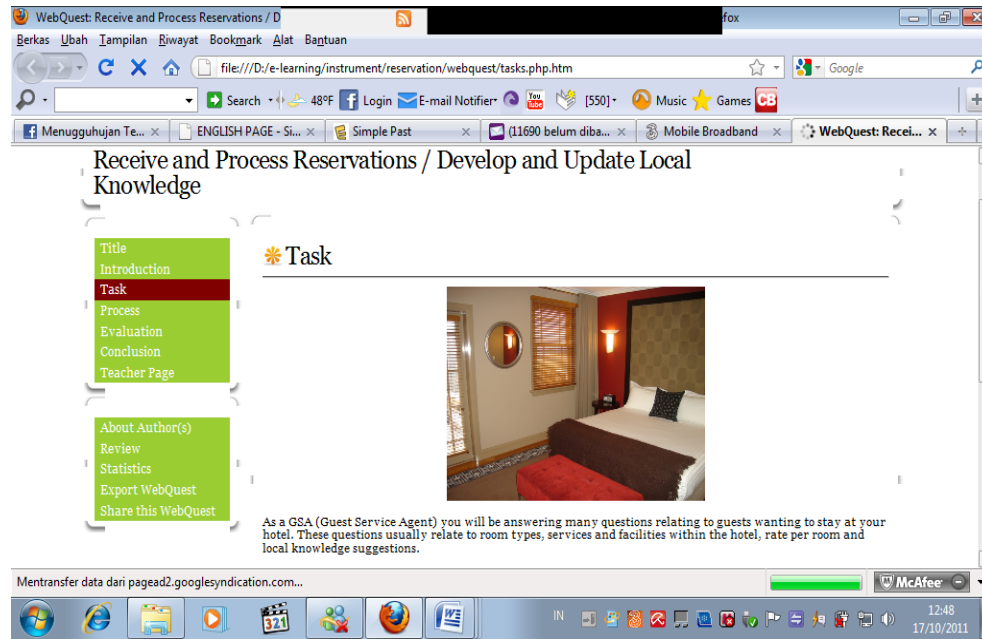 WebQuest: Receive and Process Reservations / D
efox
Berkas Ubah Tampilan Riwayat Bookmark Alat Bantuan
file:///D:/e-learning/instrument/reservation/webquest/tasks.php.htm
Google
Search 48°F Login E-mail Notifier You Tube [550] Music Games CB
Menugguhujan Te... ENGLISH PAGE - Si... Simple Past (11690 belum diba... Mobile Broadband WebQuest: Recei...
Receive and Process Reservations / Develop and Update Local
Knowledge
Title
Introduction
Task
Process
Evaluation
Conclusion
Teacher Page
About Author(s)
Review
Statistics
Export WebQuest
Share this WebQuest
Task
As a GSA (Guest Service Agent) you will be answering many questions relating to guests wanting to stay at your
hotel. These questions usually relate to room types, services and facilities within the hotel, rate per room and
local knowledge suggestions.
Mentransfer data dari pagead2.googlesyndication.com...
McAfee
321
IN
12:48
17/10/2011